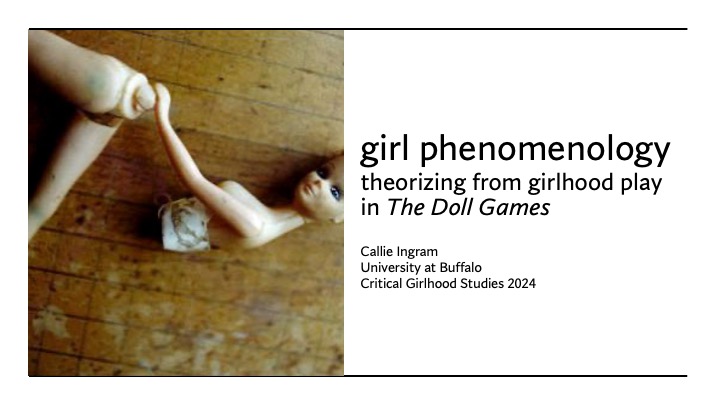 girl phenomenology
theorizing from girlhood play
in The Doll Games
Callie Ingram
University at Buffalo
Critical Girlhood Studies 2024